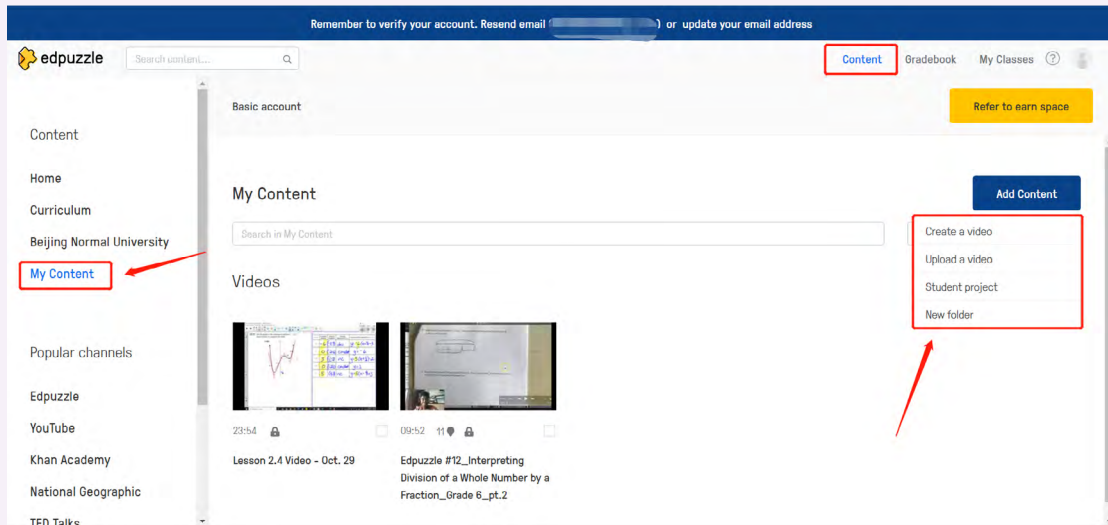 Remember to verify your account. Resend email ( ) or update your email address
edpuzzle
Search content...
Content
Gradebook
My Classes
?
Basic account
Refer to earn space
Content
Home
Curriculum
Beijing Normal University
My Content
Popular channels
Edpuzzle
YouTube
Khan Academy
National Geographic
TED Talks
My Content
Add Content
Search in My Content
Create a video
Upload a video
Student project
New folder
Videos
23:54
Lesson 2.4 Video - Oct. 29
09:52 11
Edpuzzle #12_Interpreting
Division of a Whole Number by a
Fraction_Grade 6_pt.2